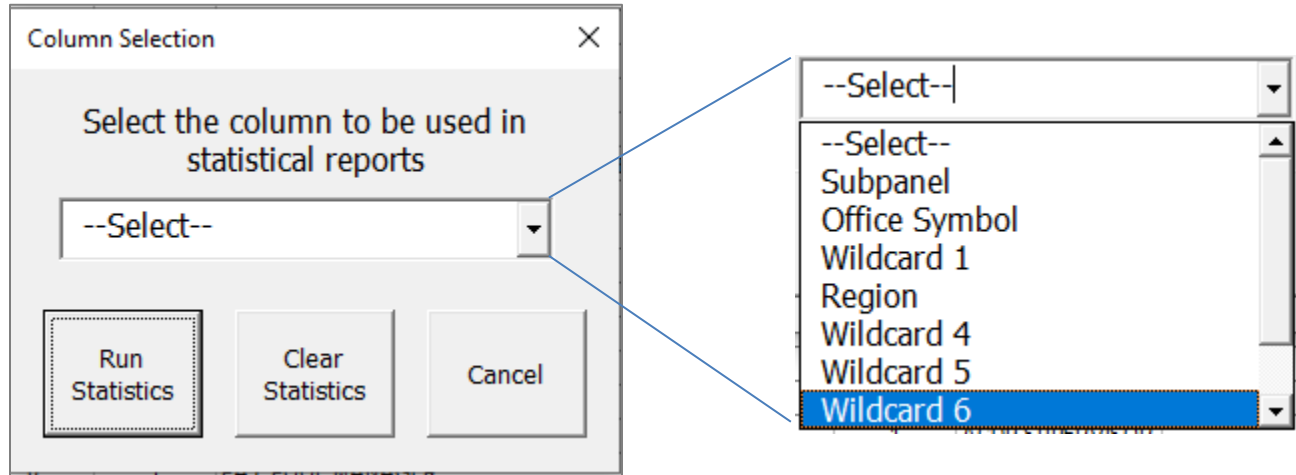 Column Selection
Select the column to be used in
statistical reports
--Select--
Run
Statistics
Clear
Statistics
Cancel
--Select--
--Select--
Subpanel
Office Symbol
Wildcard 1
Region
Wildcard 4
Wildcard 5
Wildcard 6